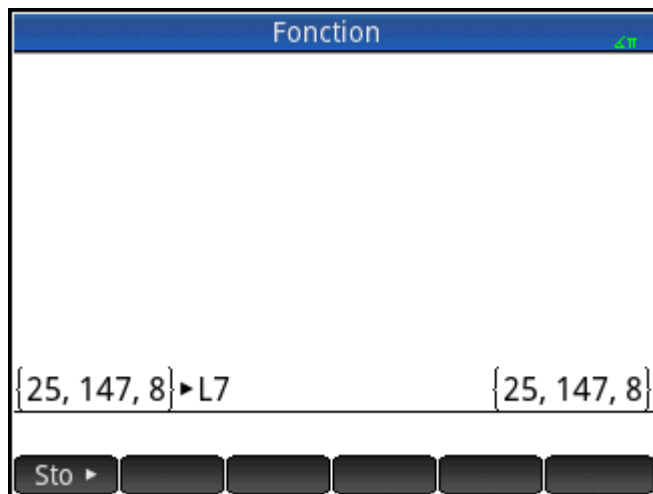 Fonction
∡π
{25, 147, 8}▶L7 {25, 147, 8}
Sto ▶